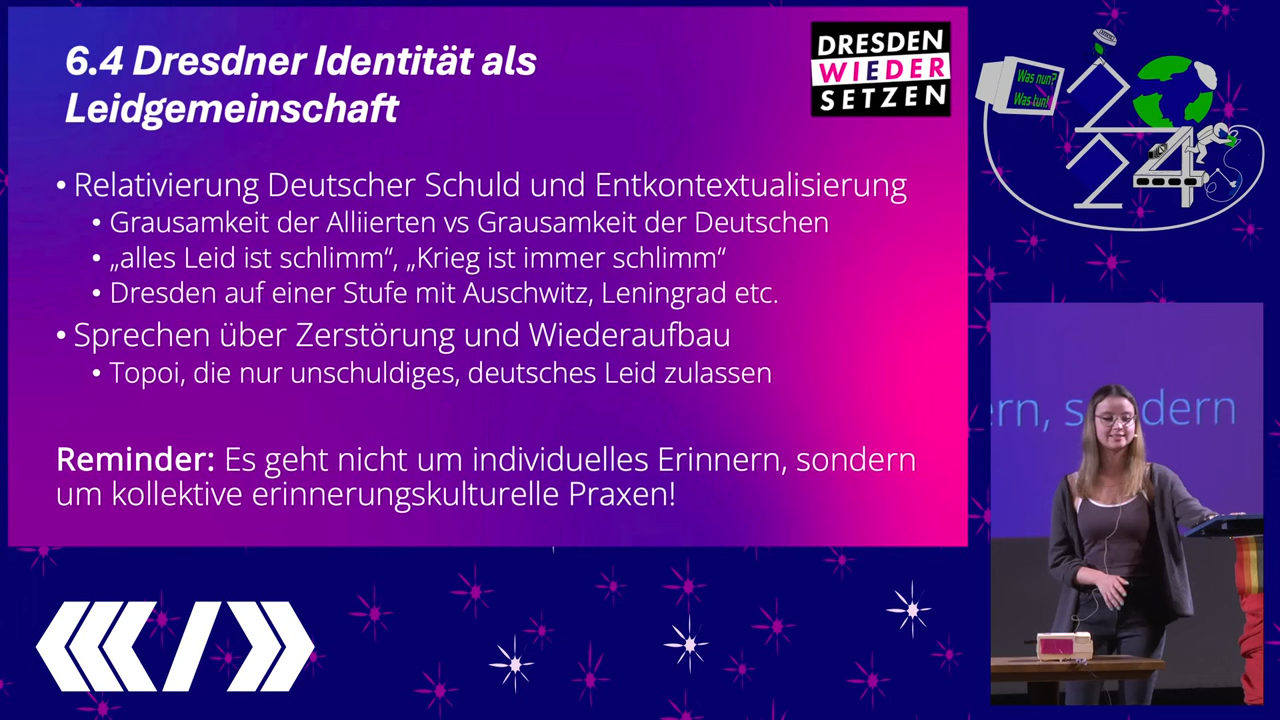 6.4 Dresdner Identität als
Leidgemeinschaft
DRESDEN
WIEDER
SETZEN
• Relativierung Deutscher Schuld und Entkontextualisierung
• Grausamkeit der Alliierten vs Grausamkeit der Deutschen
• „alles Leid ist schlimm“, „Krieg ist immer schlimm“
• Dresden auf einer Stufe mit Auschwitz, Leningrad etc.
• Sprechen über Zerstörung und Wiederaufbau
• Topoi, die nur unschuldiges, deutsches Leid zulassen
Reminder: Es geht nicht um individuelles Erinnern, sondern
um kollektive erinnerungskulturelle Praxen!
Was nun?
Was tun!
2
24
ern, sondern